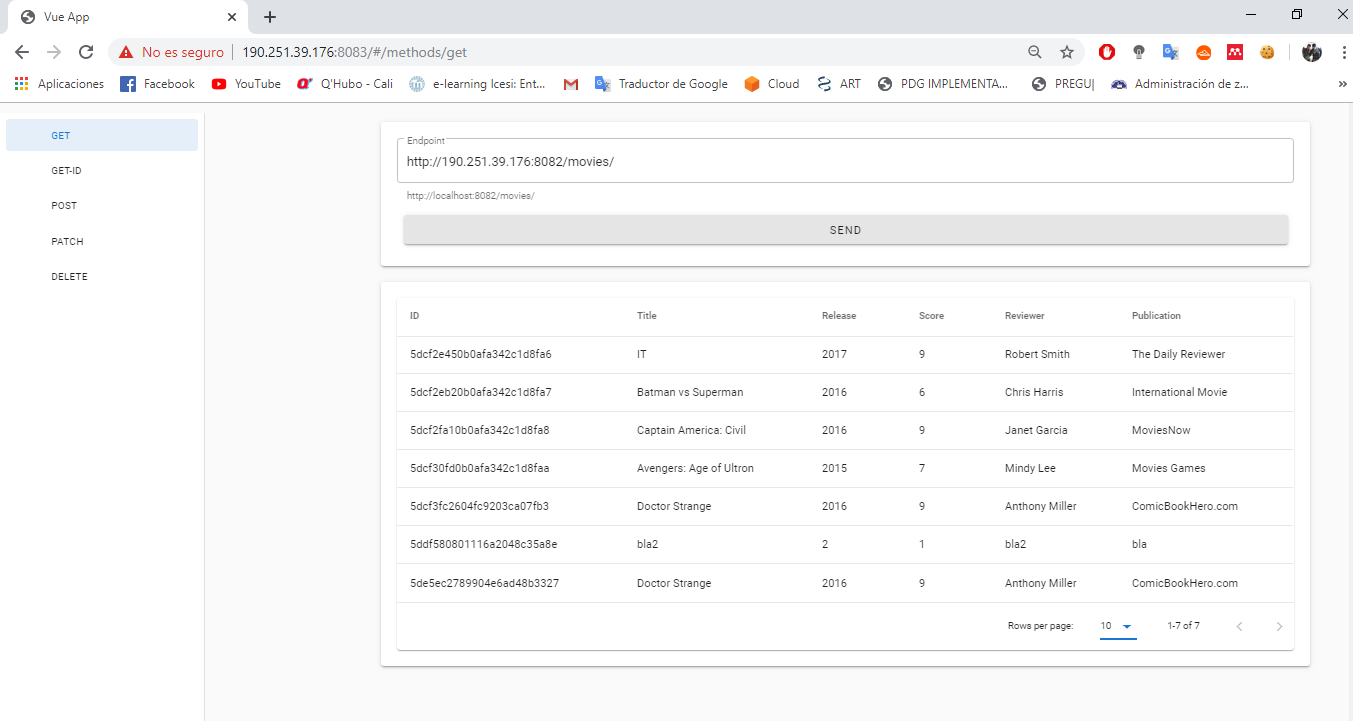 Vue App
No es seguro 190.251.39.176:8083/#/methods/get
Aplicaciones Facebook YouTube Q'Hubo - Cali e-learning Icesi: Ent... Traductor de Google Cloud ART PDG IMPLEMENTA... PREGU| Administración de z... »
GET
GET-ID
POST
PATCH
DELETE
Endpoint
http://190.251.39.176:8082/movies/
http://localhost:8082/movies/
SEND
ID Title Release Score Reviewer Publication
5dcf2e450b0afa342c1d8fa6 IT 2017 9 Robert Smith The Daily Reviewer
5dcf2eb20b0afa342c1d8fa7 Batman vs Superman 2016 6 Chris Harris International Movie
5dcf2fa10b0afa342c1d8fa8 Captain America: Civil 2016 9 Janet Garcia MoviesNow
5dcf30fd0b0afa342c1d8faa Avengers: Age of Ultron 2015 7 Mindy Lee Movies Games
5dcf3fc2604fc9203ca07fb3 Doctor Strange 2016 9 Anthony Miller ComicBookHero.com
5ddf580801116a2048c35a8e bla2 2 1 bla2 bla
5de5ec2789904e6ad48b3327 Doctor Strange 2016 9 Anthony Miller ComicBookHero.com
Rows per page: 10 1-7 of 7